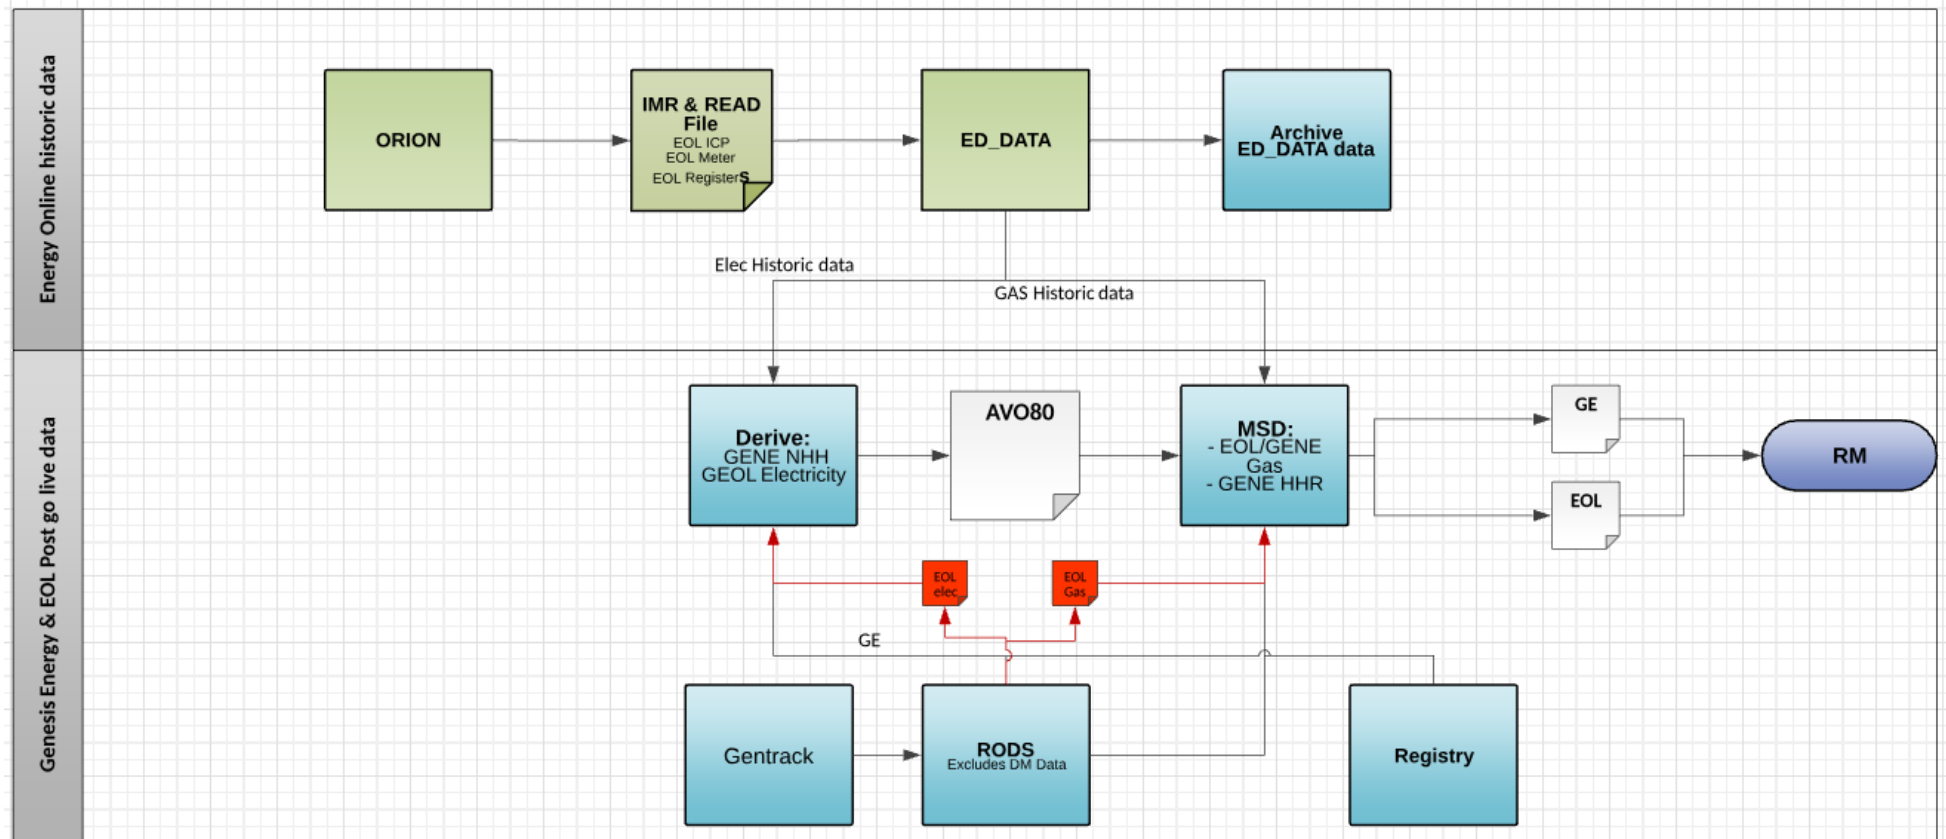 Energy Online historic data
ORION
IMR & READ
File
EOL ICP
EOL Meter
EOL Registers
ED_DATA
Archive
ED_DATA data
Elec Historic data
GAS Historic data
Genesis Energy & EOL Post go live data
Derive:
GENE NHH
GEOL Electricity
AVO80
MSD:
- EOL/GENE
Gas
- GENE HHR
GE
EOL
RM
EOL
elec
EOL
Gas
GE
Gentrack
RODS
Excludes DM Data
Registry